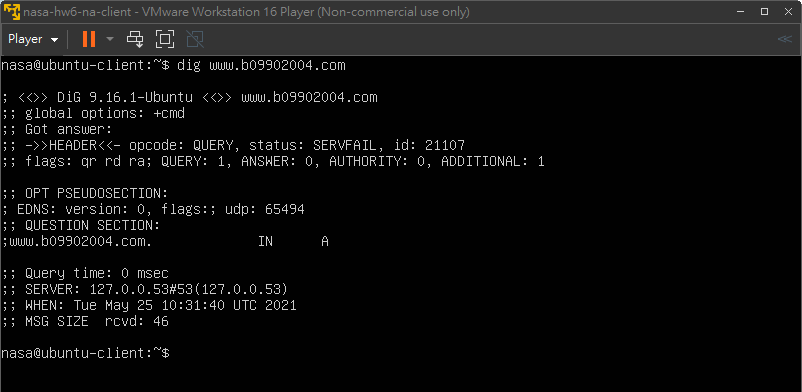 nasa-hw6-na-client - VMware Workstation 16 Player (Non-commercial use only)
Player
nasa@ubuntu-client:~$ dig www.b09902004.com
; <<>> DiG 9.16.1-Ubuntu <<>> www.b09902004.com
;; global options: +cmd
;; Got answer:
;; ->>HEADER<<- opcode: QUERY, status: SERVFAIL, id: 21107
;; flags: qr rd ra; QUERY: 1, ANSWER: 0, AUTHORITY: 0, ADDITIONAL: 1
;; OPT PSEUDOSECTION:
; EDNS: version: 0, flags:; udp: 65494
;; QUESTION SECTION:
;www.b09902004.com. IN A
;; Query time: 0 msec
;; SERVER: 127.0.0.53#53(127.0.0.53)
;; WHEN: Tue May 25 10:31:40 UTC 2021
;; MSG SIZE rcvd: 46
nasa@ubuntu-client:~$